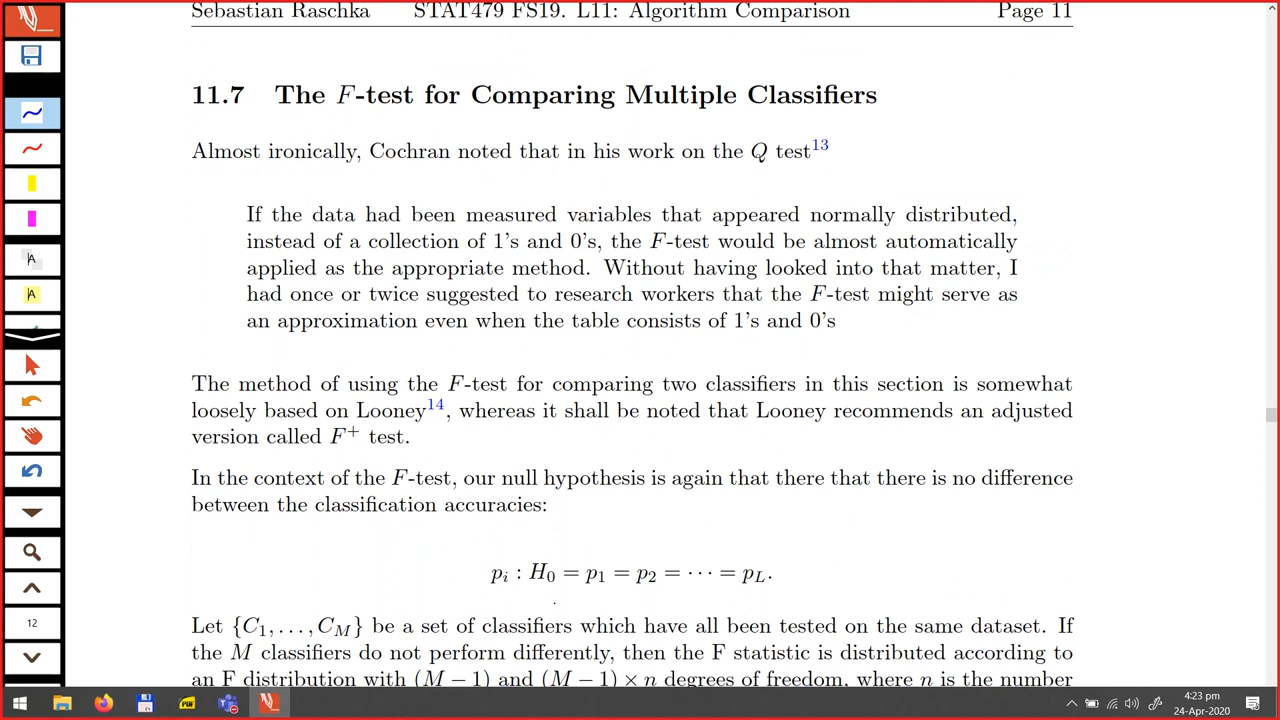 Sebastian Raschka STAT479 FS19. L11: Algorithm Comparison Page 11
11.7 The F-test for Comparing Multiple Classifiers
Almost ironically, Cochran noted that in his work on the Q test13
If the data had been measured variables that appeared normally distributed,
instead of a collection of 1's and 0's, the F-test would be almost automatically
applied as the appropriate method. Without having looked into that matter, I
had once or twice suggested to research workers that the F-test might serve as
an approximation even when the table consists of 1's and 0's
The method of using the F-test for comparing two classifiers in this section is somewhat
loosely based on Looney14, whereas it shall be noted that Looney recommends an adjusted
version called F+ test.
In the context of the F-test, our null hypothesis is again that there that there is no difference
between the classification accuracies:
pi : H0 = p1 = p2 = ··· = pL.
Let {C1, . . . , CM} be a set of classifiers which have all been tested on the same dataset. If
the M classifiers do not perform differently, then the F statistic is distributed according to
an F distribution with (M − 1) and (M − 1) × n degrees of freedom, where n is the number
A
A
12
PDF
4:23 pm
24-Apr-2020